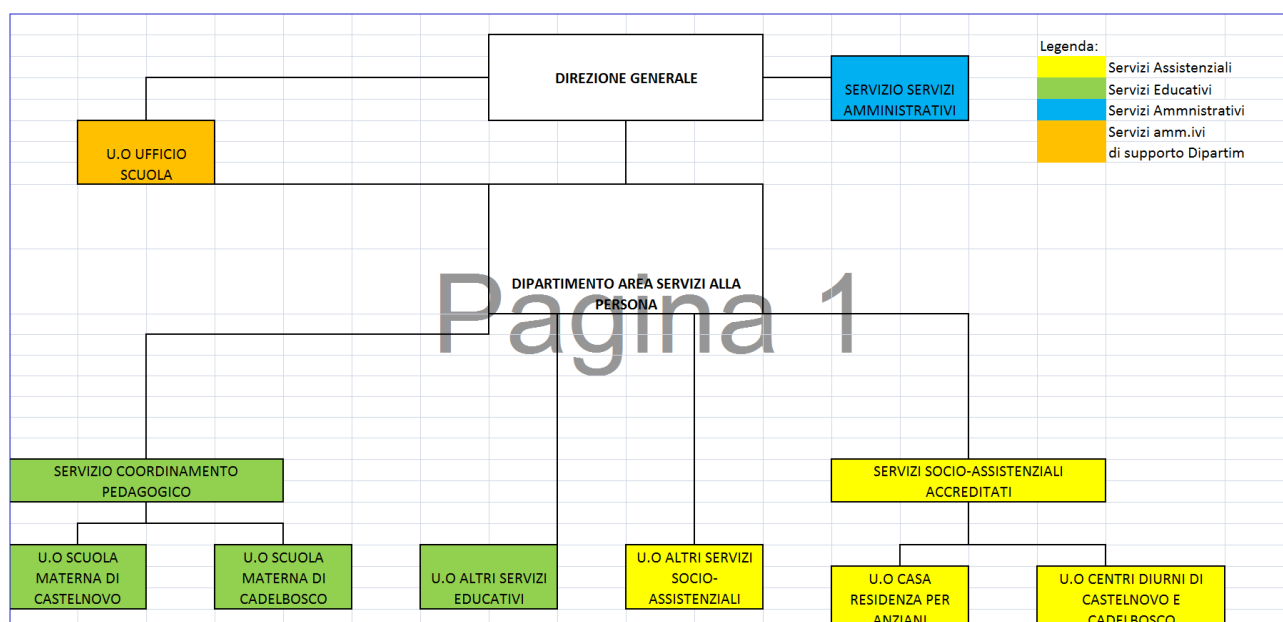 DIREZIONE GENERALE
SERVIZIO SERVIZI
AMMINISTRATIVI
Legenda:
Servizi Assistenziali
Servizi Educativi
Servizi Ammnistrativi
Servizi amm.ivi
di supporto Dipartim
U.O UFFICIO
SCUOLA
DIPARTIMENTO AREA SERVIZI ALLA
PERSONA
Pagina 1
SERVIZIO COORDINAMENTO
PEDAGOGICO
SERVIZI SOCIO-ASSISTENZIALI
ACCREDITATI
U.O SCUOLA
MATERNA DI
CASTELNOVO
U.O SCUOLA
MATERNA DI
CADELBOSCO
U.O ALTRI SERVIZI
EDUCATIVI
U.O ALTRI SERVIZI
SOCIO-
ASSISTENZIALI
U.O CASA
RESIDENZA PER
ANZIANI
U.O CENTRI DIURNI DI
CASTELNOVO E
CADELBOSCO